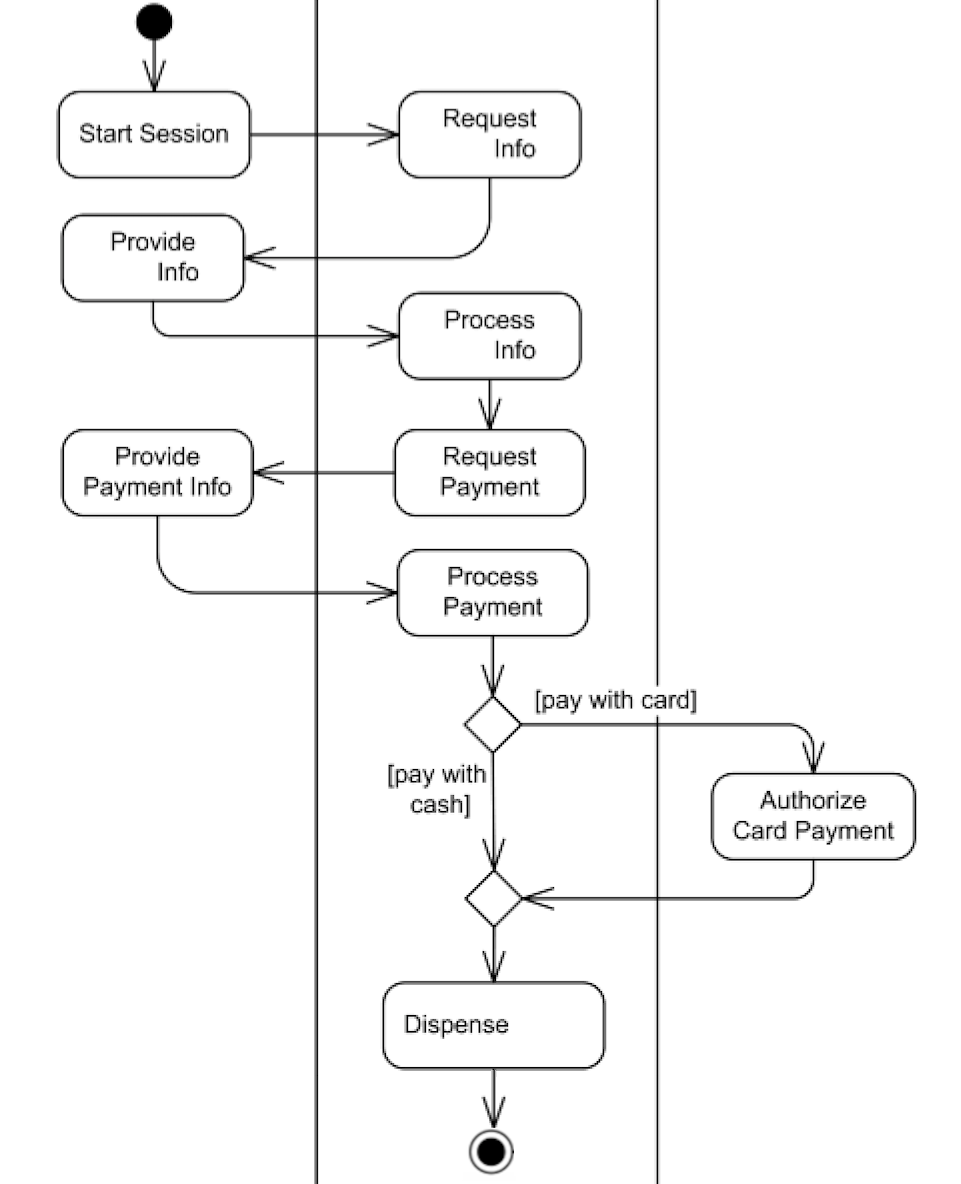 Start Session
Request
Info
Provide
Info
Process
Info
Request
Payment
Provide
Payment Info
Process
Payment
[pay with card]
[pay with
cash]
Authorize
Card Payment
Dispense